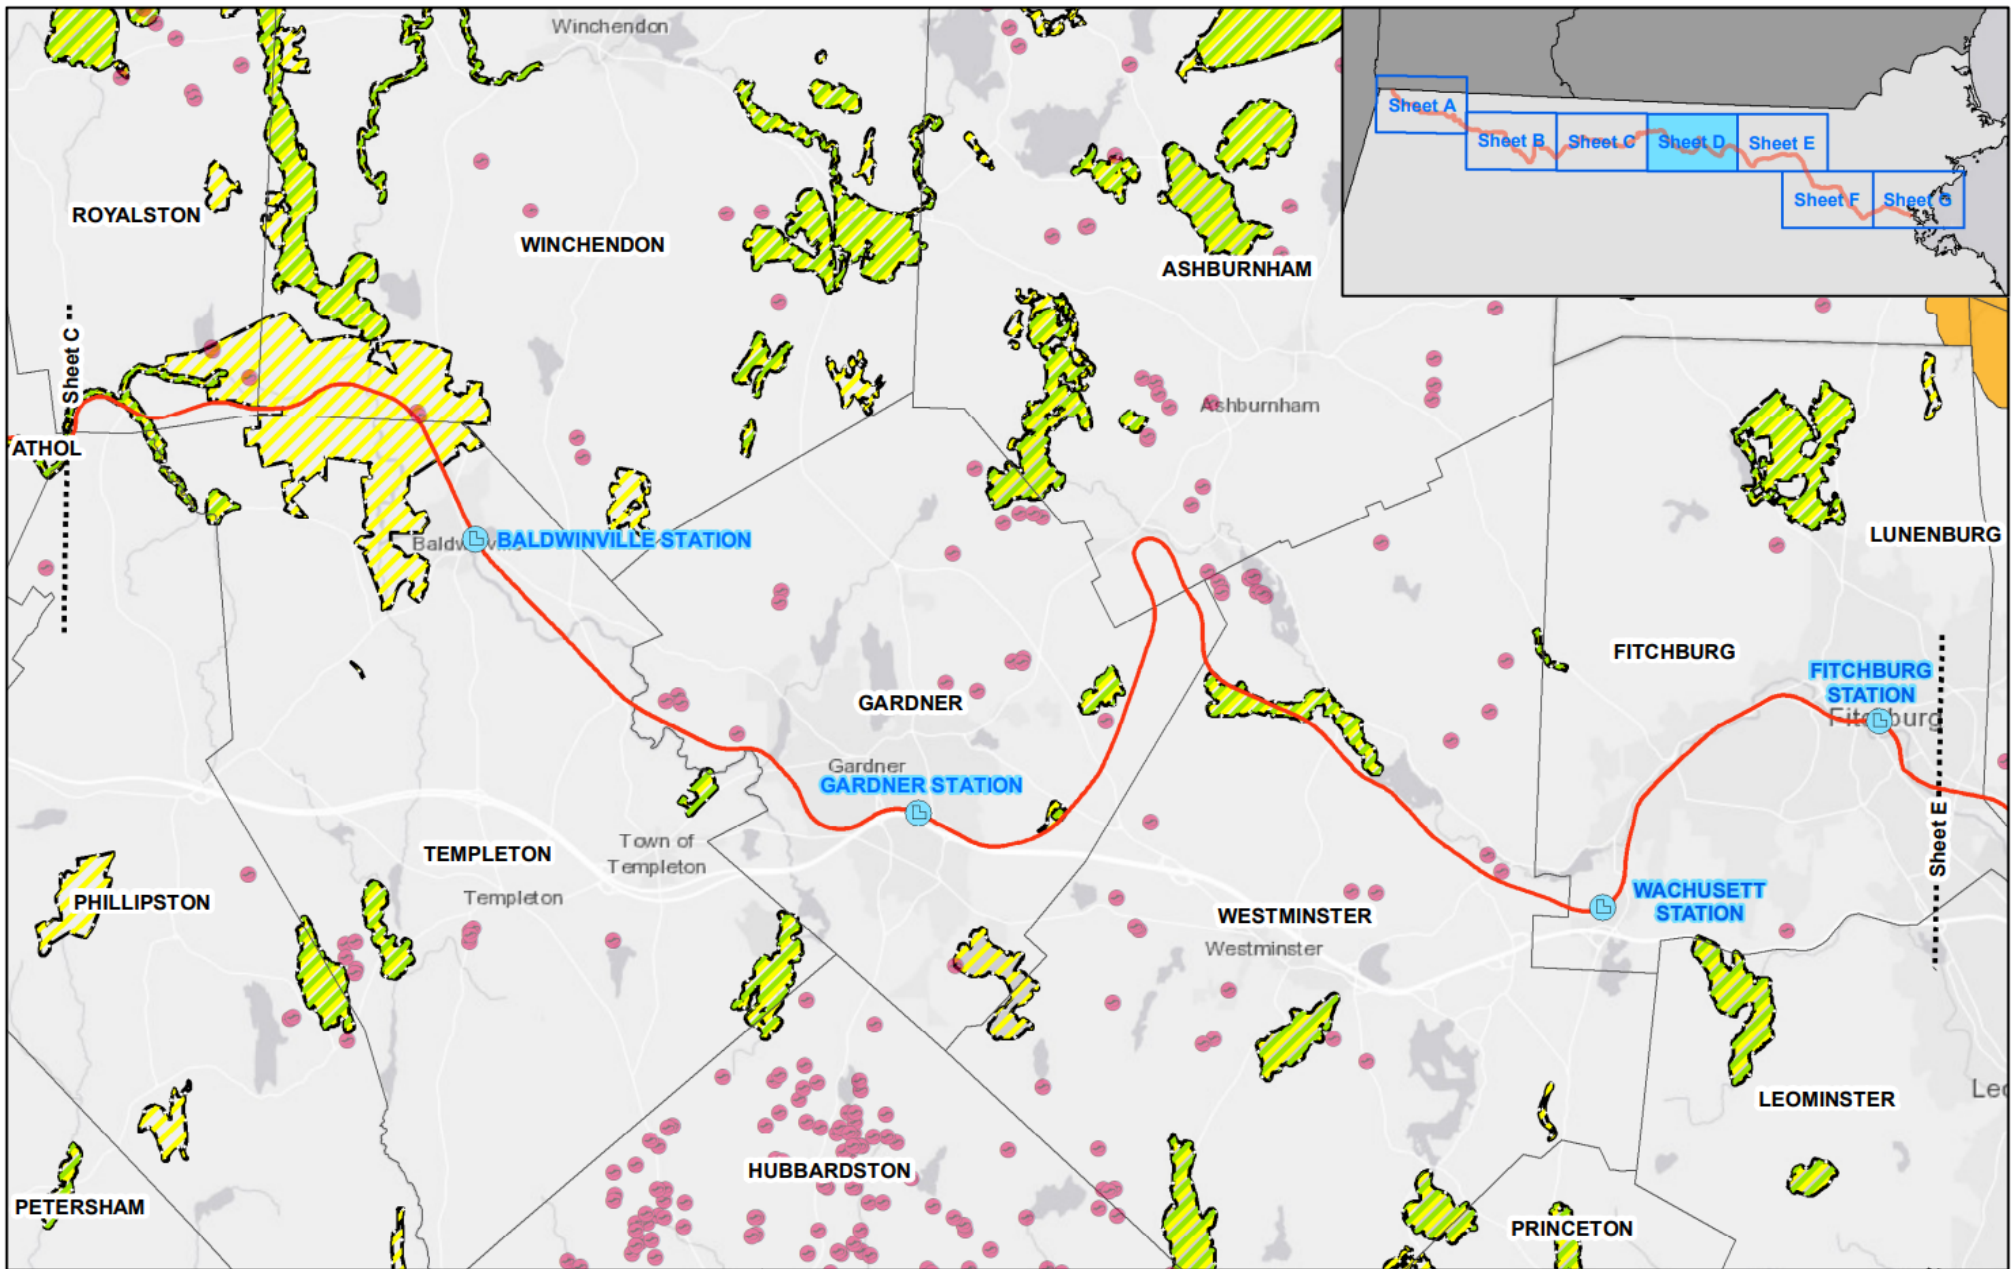 Winchendon
Sheet A
Sheet B
Sheet C
Sheet D
Sheet E
Sheet F
Sheet G
ROYALSTON
WINCHENDON
ASHBURNHAM
Sheet C
Ashburnham
ATHOL
BALDWINVILLE STATION
LUNENBURG
FITCHBURG
FITCHBURG
STATION
Fitchburg
GARDNER
Gardner
GARDNER STATION
Sheet E
Town of
Templeton
TEMPLETON
Templeton
PHILLIPSTON
WESTMINSTER
Westminster
WACHUSETT
STATION
LEOMINSTER
HUBBARDSTON
PETERSHAM
PRINCETON